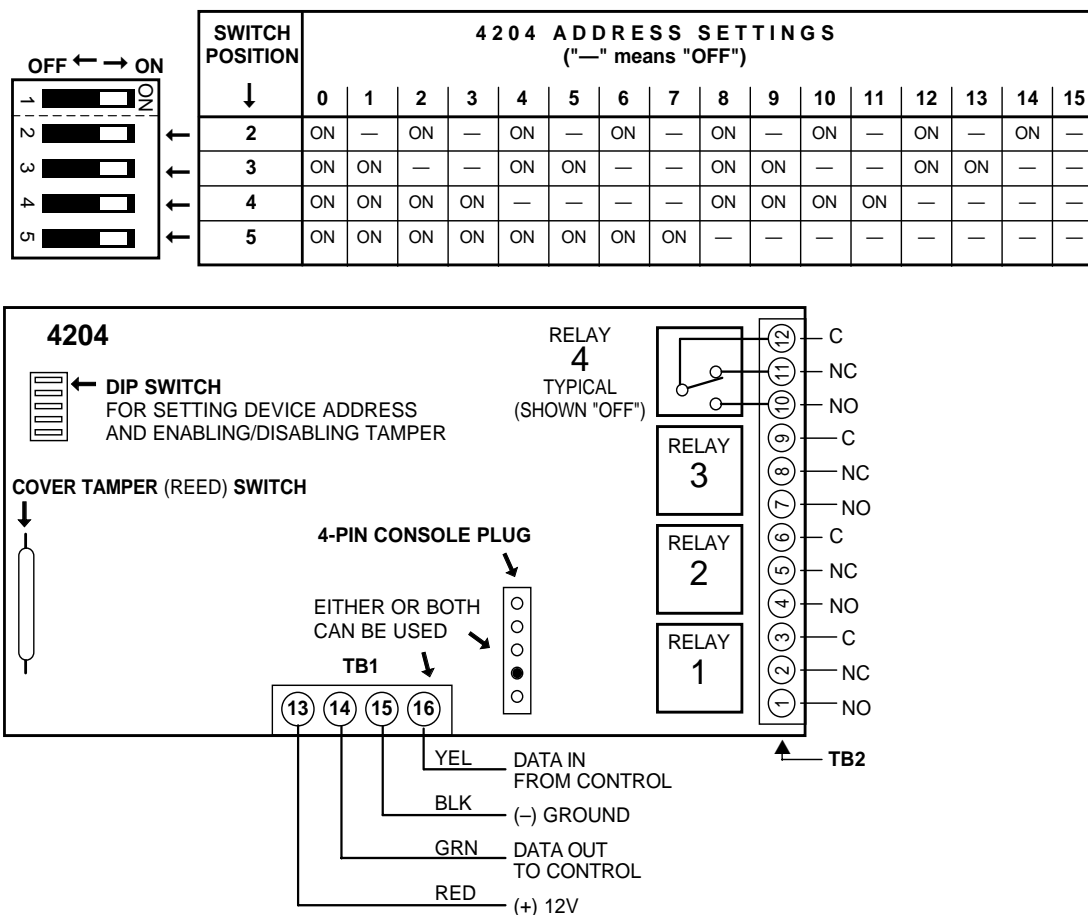 OFF ← → ON
ON
1
2
3
4
5
SWITCH POSITION ↓ 4204 ADDRESS SETTINGS
("—" means "OFF")
0 1 2 3 4 5 6 7 8 9 10 11 12 13 14 15
2 ON — ON — ON — ON — ON — ON — ON — ON —
3 ON ON — — ON ON — — ON ON — — ON ON — —
4 ON ON ON ON — — — — ON ON ON ON — — — —
5 ON ON ON ON ON ON ON ON — — — — — — — —
4204
DIP SWITCH
FOR SETTING DEVICE ADDRESS
AND ENABLING/DISABLING TAMPER
COVER TAMPER (REED) SWITCH
4-PIN CONSOLE PLUG
EITHER OR BOTH
CAN BE USED
TB1
13 14 15 16
RELAY
4
TYPICAL
(SHOWN "OFF")
RELAY
3
RELAY
2
RELAY
1
12 C
11 NC
10 NO
9 C
8 NC
7 NO
6 C
5 NC
4 NO
3 C
2 NC
1 NO
TB2
YEL DATA IN
FROM CONTROL
BLK (–) GROUND
GRN DATA OUT
TO CONTROL
RED (+) 12V